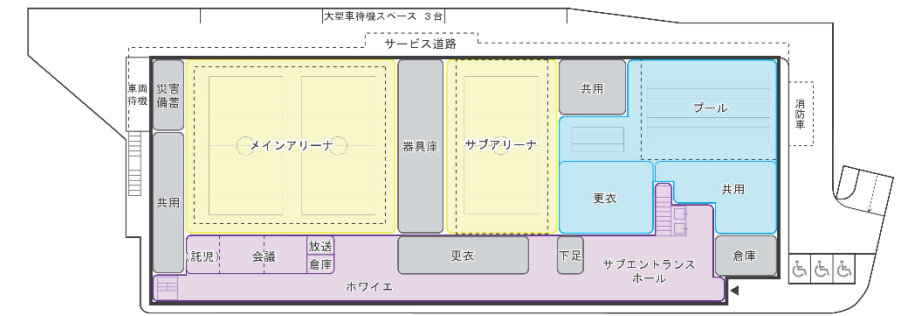 大型車待機スペース 3台
サービス道路
車両
待機
災害
備蓄
共用
プール
消防車
メインアリーナ
器具庫
サブアリーナ
共用
更衣
共用
(託児)
会議
放送
倉庫
更衣
下足
サブエントランス
ホール
倉庫
ホワイエ